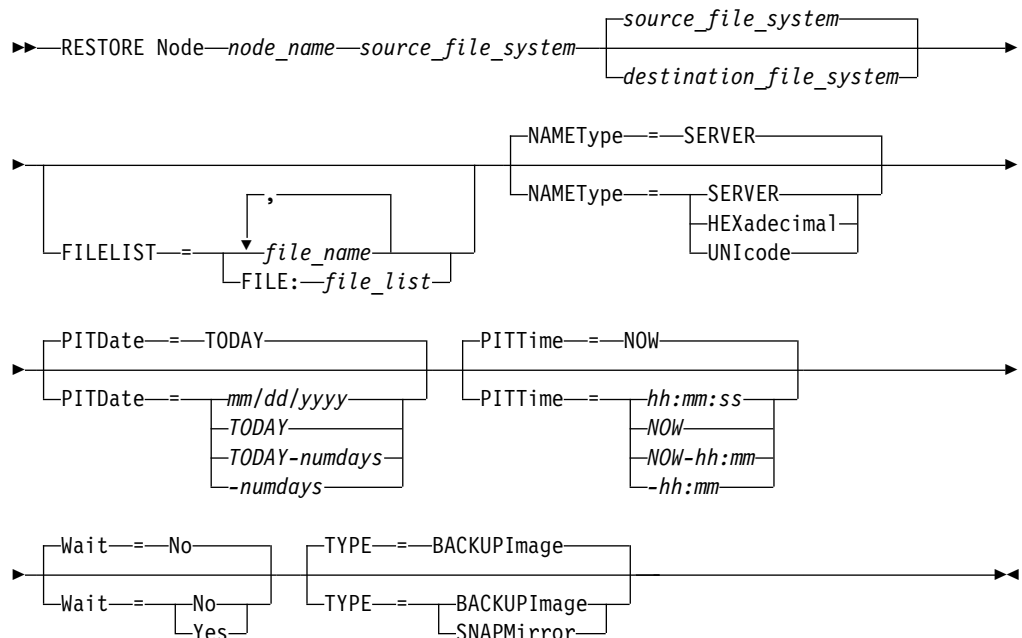 source_file_system
RESTORE Node node_name source_file_system
destination_file_system
NAMEType = SERVER
NAMEType = SERVER
HEXadecimal
UNIcode
,
FILELIST = file_name
FILE: file_list
PITDate = TODAY
PITDate = mm/dd/yyyy
TODAY
TODAY-numdays
-numdays
PITTime = NOW
PITTime = hh:mm:ss
NOW
NOW-hh:mm
-hh:mm
Wait = No
Wait = No
Yes
TYPE = BACKUPImage
TYPE = BACKUPImage
SNAPMirror